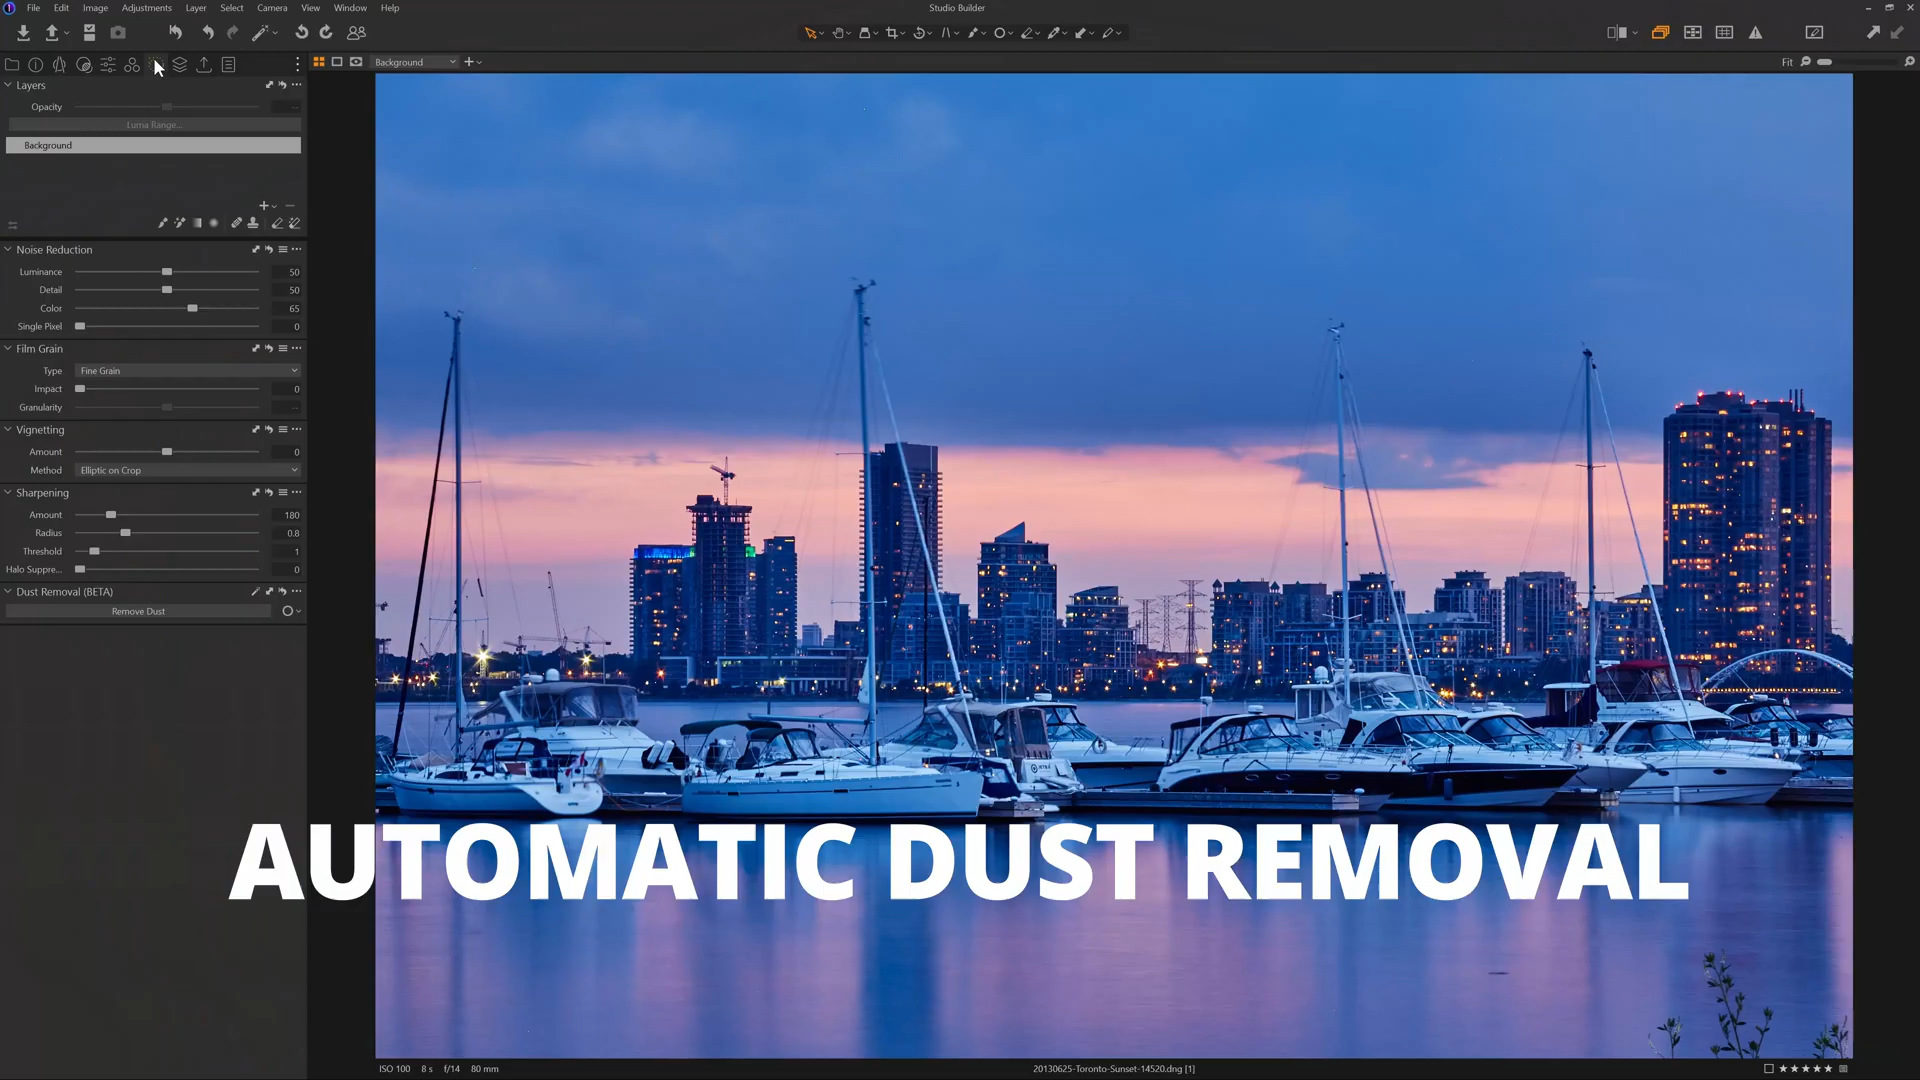 File Edit Image Adjustments Layer Select Camera View Window Help
Studio Builder
Background
Fit
Layers
Opacity
Luma Range...
Background
Noise Reduction
Luminance 50
Detail 50
Color 65
Single Pixel 0
Film Grain
Type Fine Grain
Impact 0
Granularity --
Vignetting
Amount 0
Method Elliptic on Crop
Sharpening
Amount 180
Radius 0.8
Threshold 1
Halo Suppre... 0
Dust Removal (BETA)
Remove Dust
AUTOMATIC DUST REMOVAL
ISO 100 8 s f/14 80 mm
20130625-Toronto-Sunset-14520.dng [1]